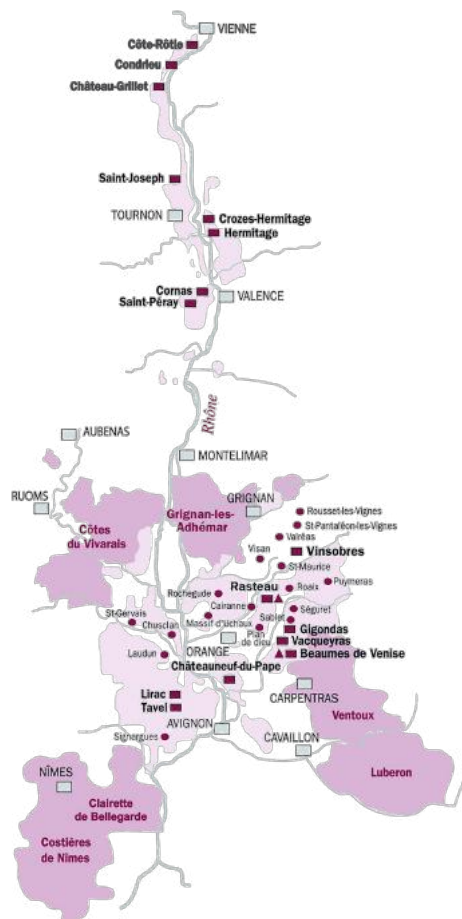 VIENNE
Côte-Rôtie
Condrieu
Château-Grillet
Saint-Joseph
TOURNON
Crozes-Hermitage
Hermitage
Cornas
Saint-Péray
VALENCE
Rhône
AUBENAS
MONTELIMAR
RUOMS
GRIGNAN
Grignan-les-
Adhémar
Côtes
du Vivarais
Rousset-les-Vignes
St-Pantaléon-les-Vignes
Valréas
Visan
Vinsobres
St-Maurice
Puymeras
Rasteau
Roaix
Rochegude
Cairanne
Séguret
St-Gervais
Massif d'Uchaux
Sablet
Chusclan
Plan
de dieu
Gigondas
ORANGE
Vacqueyras
Laudun
Beaumes de Venise
Châteauneuf-du-Pape
Lirac
Tavel
CARPENTRAS
Ventoux
AVIGNON
Signargues
CAVAILLON
Luberon
NÎMES
Clairette
de Bellegarde
Costières
de Nîmes